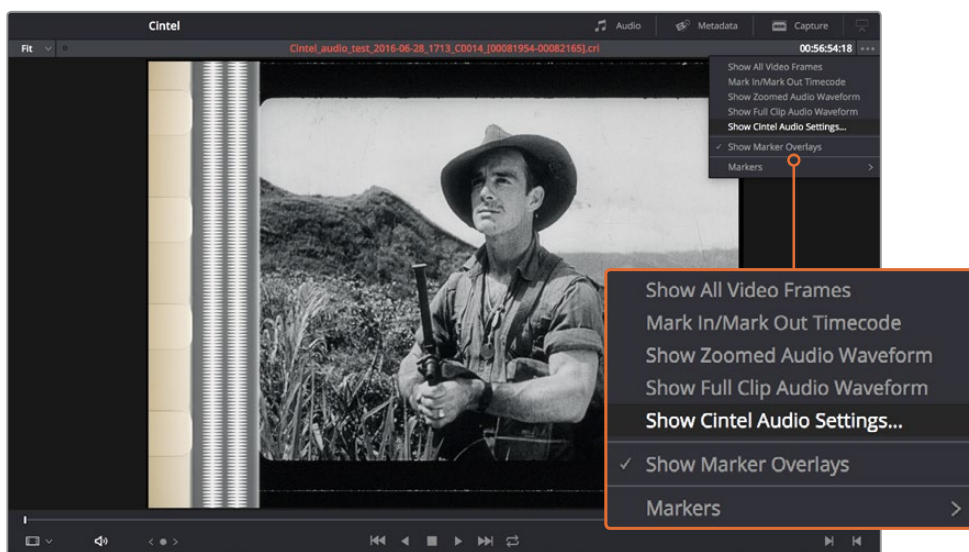 Cintel
Audio
Metadata
Capture
Fit
Cintel_audio_test_2016-06-28_1713_C0014_[00081954-00082165].cri
00:56:54:18
Show All Video Frames
Mark In/Mark Out Timecode
Show Zoomed Audio Waveform
Show Full Clip Audio Waveform
Show Cintel Audio Settings...
Show Marker Overlays
Markers
Show All Video Frames
Mark In/Mark Out Timecode
Show Zoomed Audio Waveform
Show Full Clip Audio Waveform
Show Cintel Audio Settings...
Show Marker Overlays
Markers